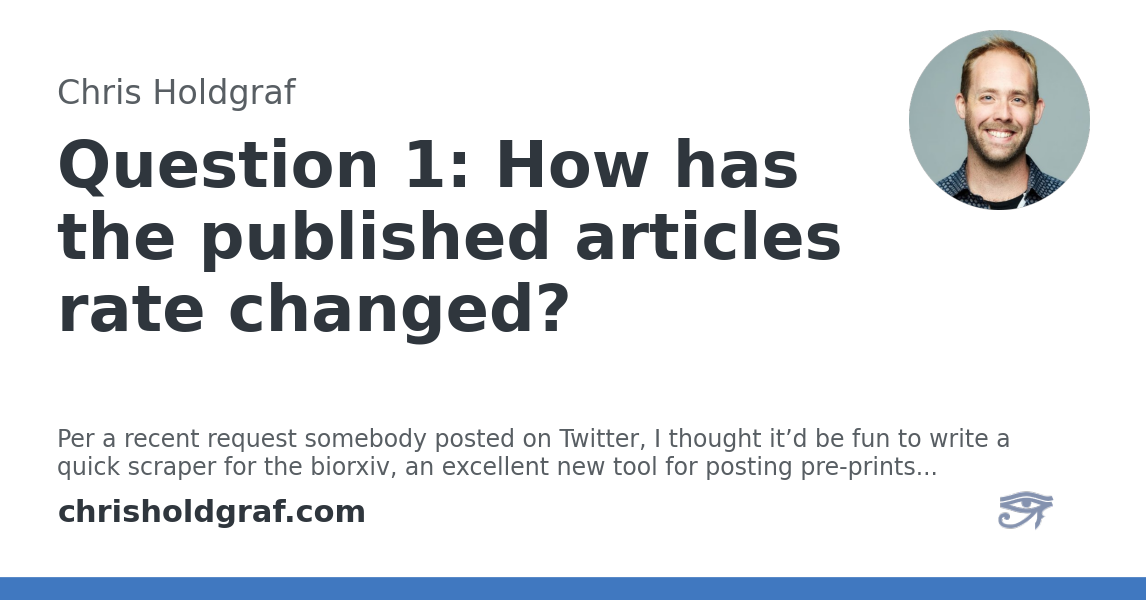 Chris Holdgraf
Question 1: How has
the published articles
rate changed?
Per a recent request somebody posted on Twitter, I thought it’d be fun to write a
quick scraper for the biorxiv, an excellent new tool for posting pre-prints...
chrisholdgraf.com